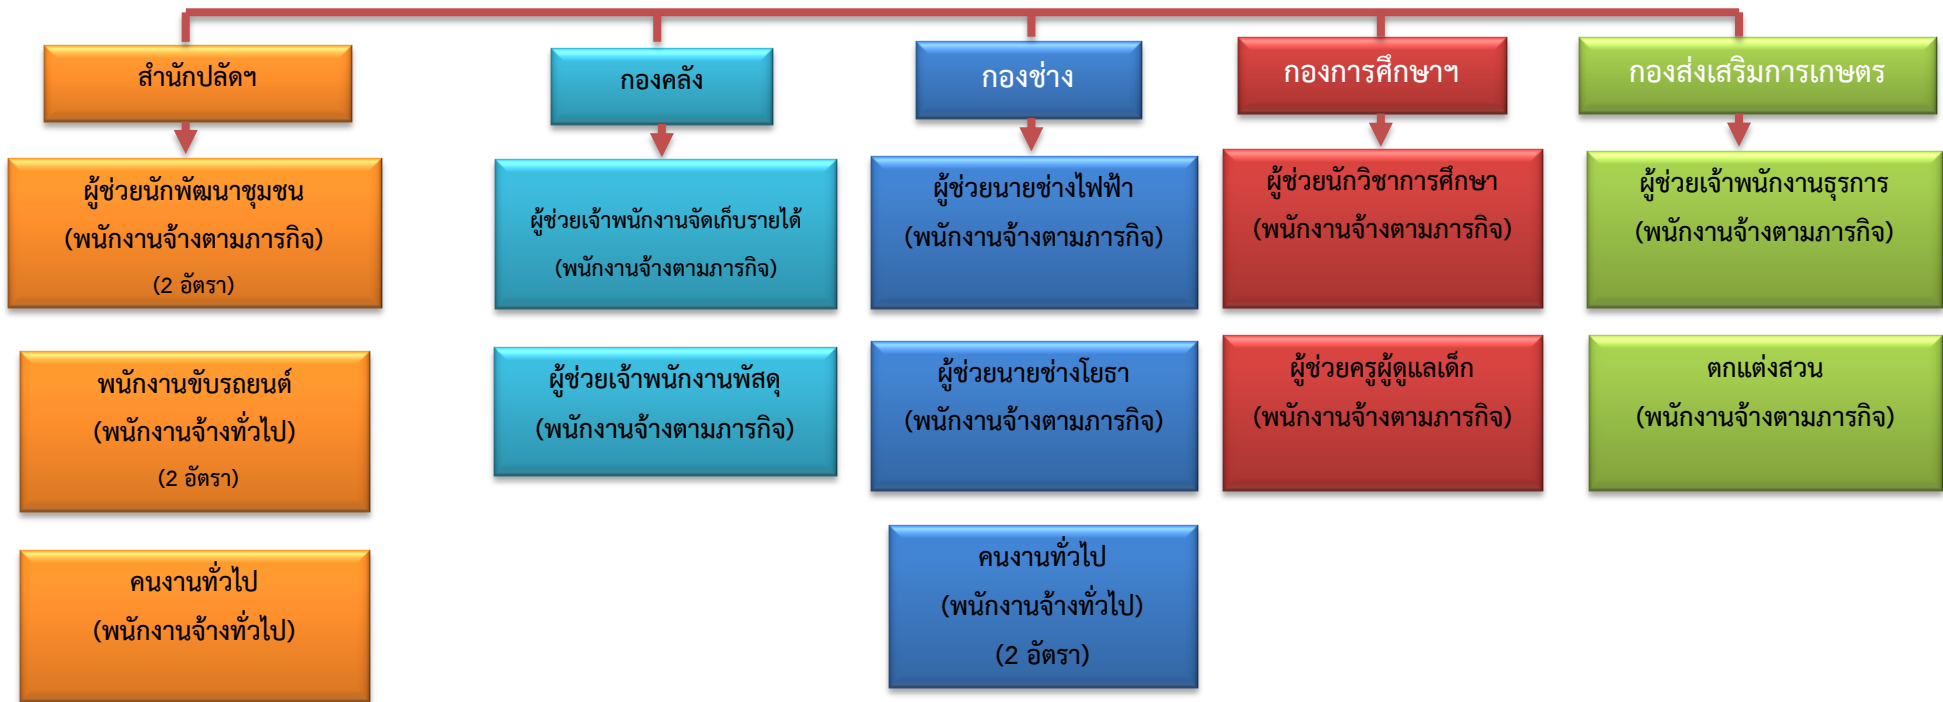 สำนักปลัดฯ
ผู้ช่วยนักพัฒนาชุมชน
(พนักงานจ้างตามภารกิจ)
(2 อัตรา)
พนักงานขับรถยนต์
(พนักงานจ้างทั่วไป)
(2 อัตรา)
คนงานทั่วไป
(พนักงานจ้างทั่วไป)
กองคลัง
ผู้ช่วยเจ้าพนักงานจัดเก็บรายได้
(พนักงานจ้างตามภารกิจ)
ผู้ช่วยเจ้าพนักงานพัสดุ
(พนักงานจ้างตามภารกิจ)
กองช่าง
ผู้ช่วยนายช่างไฟฟ้า
(พนักงานจ้างตามภารกิจ)
ผู้ช่วยนายช่างโยธา
(พนักงานจ้างตามภารกิจ)
คนงานทั่วไป
(พนักงานจ้างทั่วไป)
(2 อัตรา)
กองการศึกษาฯ
ผู้ช่วยนักวิชาการศึกษา
(พนักงานจ้างตามภารกิจ)
ผู้ช่วยครูผู้ดูแลเด็ก
(พนักงานจ้างตามภารกิจ)
กองส่งเสริมการเกษตร
ผู้ช่วยเจ้าพนักงานธุรการ
(พนักงานจ้างตามภารกิจ)
ตกแต่งสวน
(พนักงานจ้างตามภารกิจ)